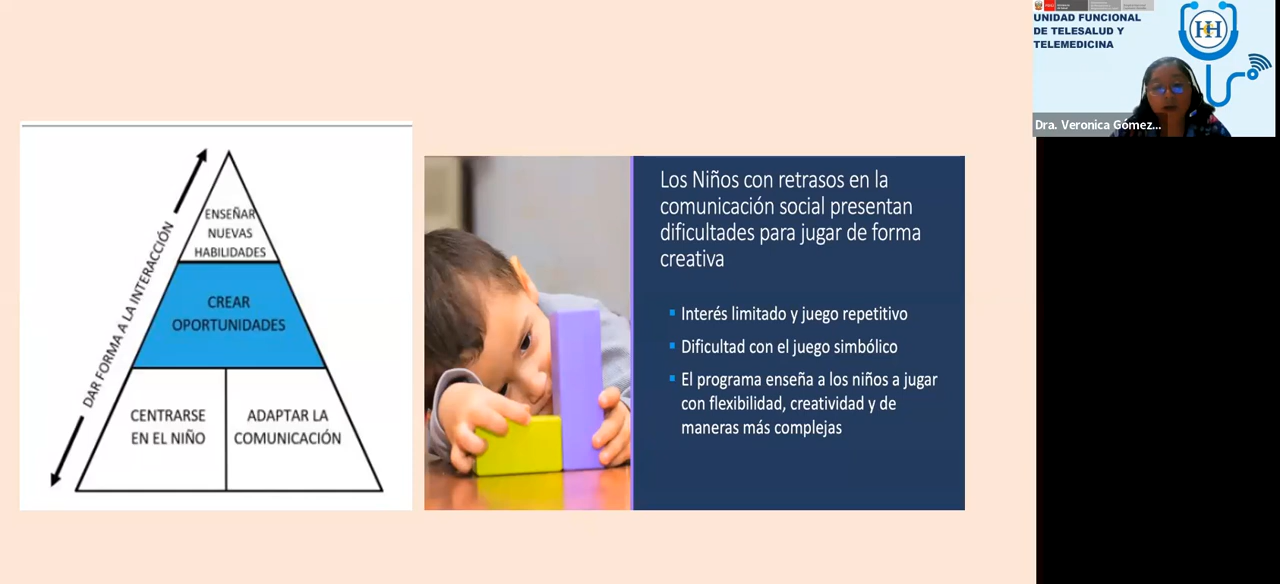 ENSEÑAR
NUEVAS
HABILIDADES
CREAR
OPORTUNIDADES
CENTRARSE
EN EL NIÑO
ADAPTAR LA
COMUNICACIÓN
DAR FORMA A LA INTERACCIÓN
Los Niños con retrasos en la
comunicación social presentan
dificultades para jugar de forma
creativa
Interés limitado y juego repetitivo
Dificultad con el juego simbólico
El programa enseña a los niños a jugar
con flexibilidad, creatividad y de
maneras más complejas
UNIDAD FUNCIONAL
DE TELESALUD Y
TELEMEDICINA
Dra. Veronica Gómez...